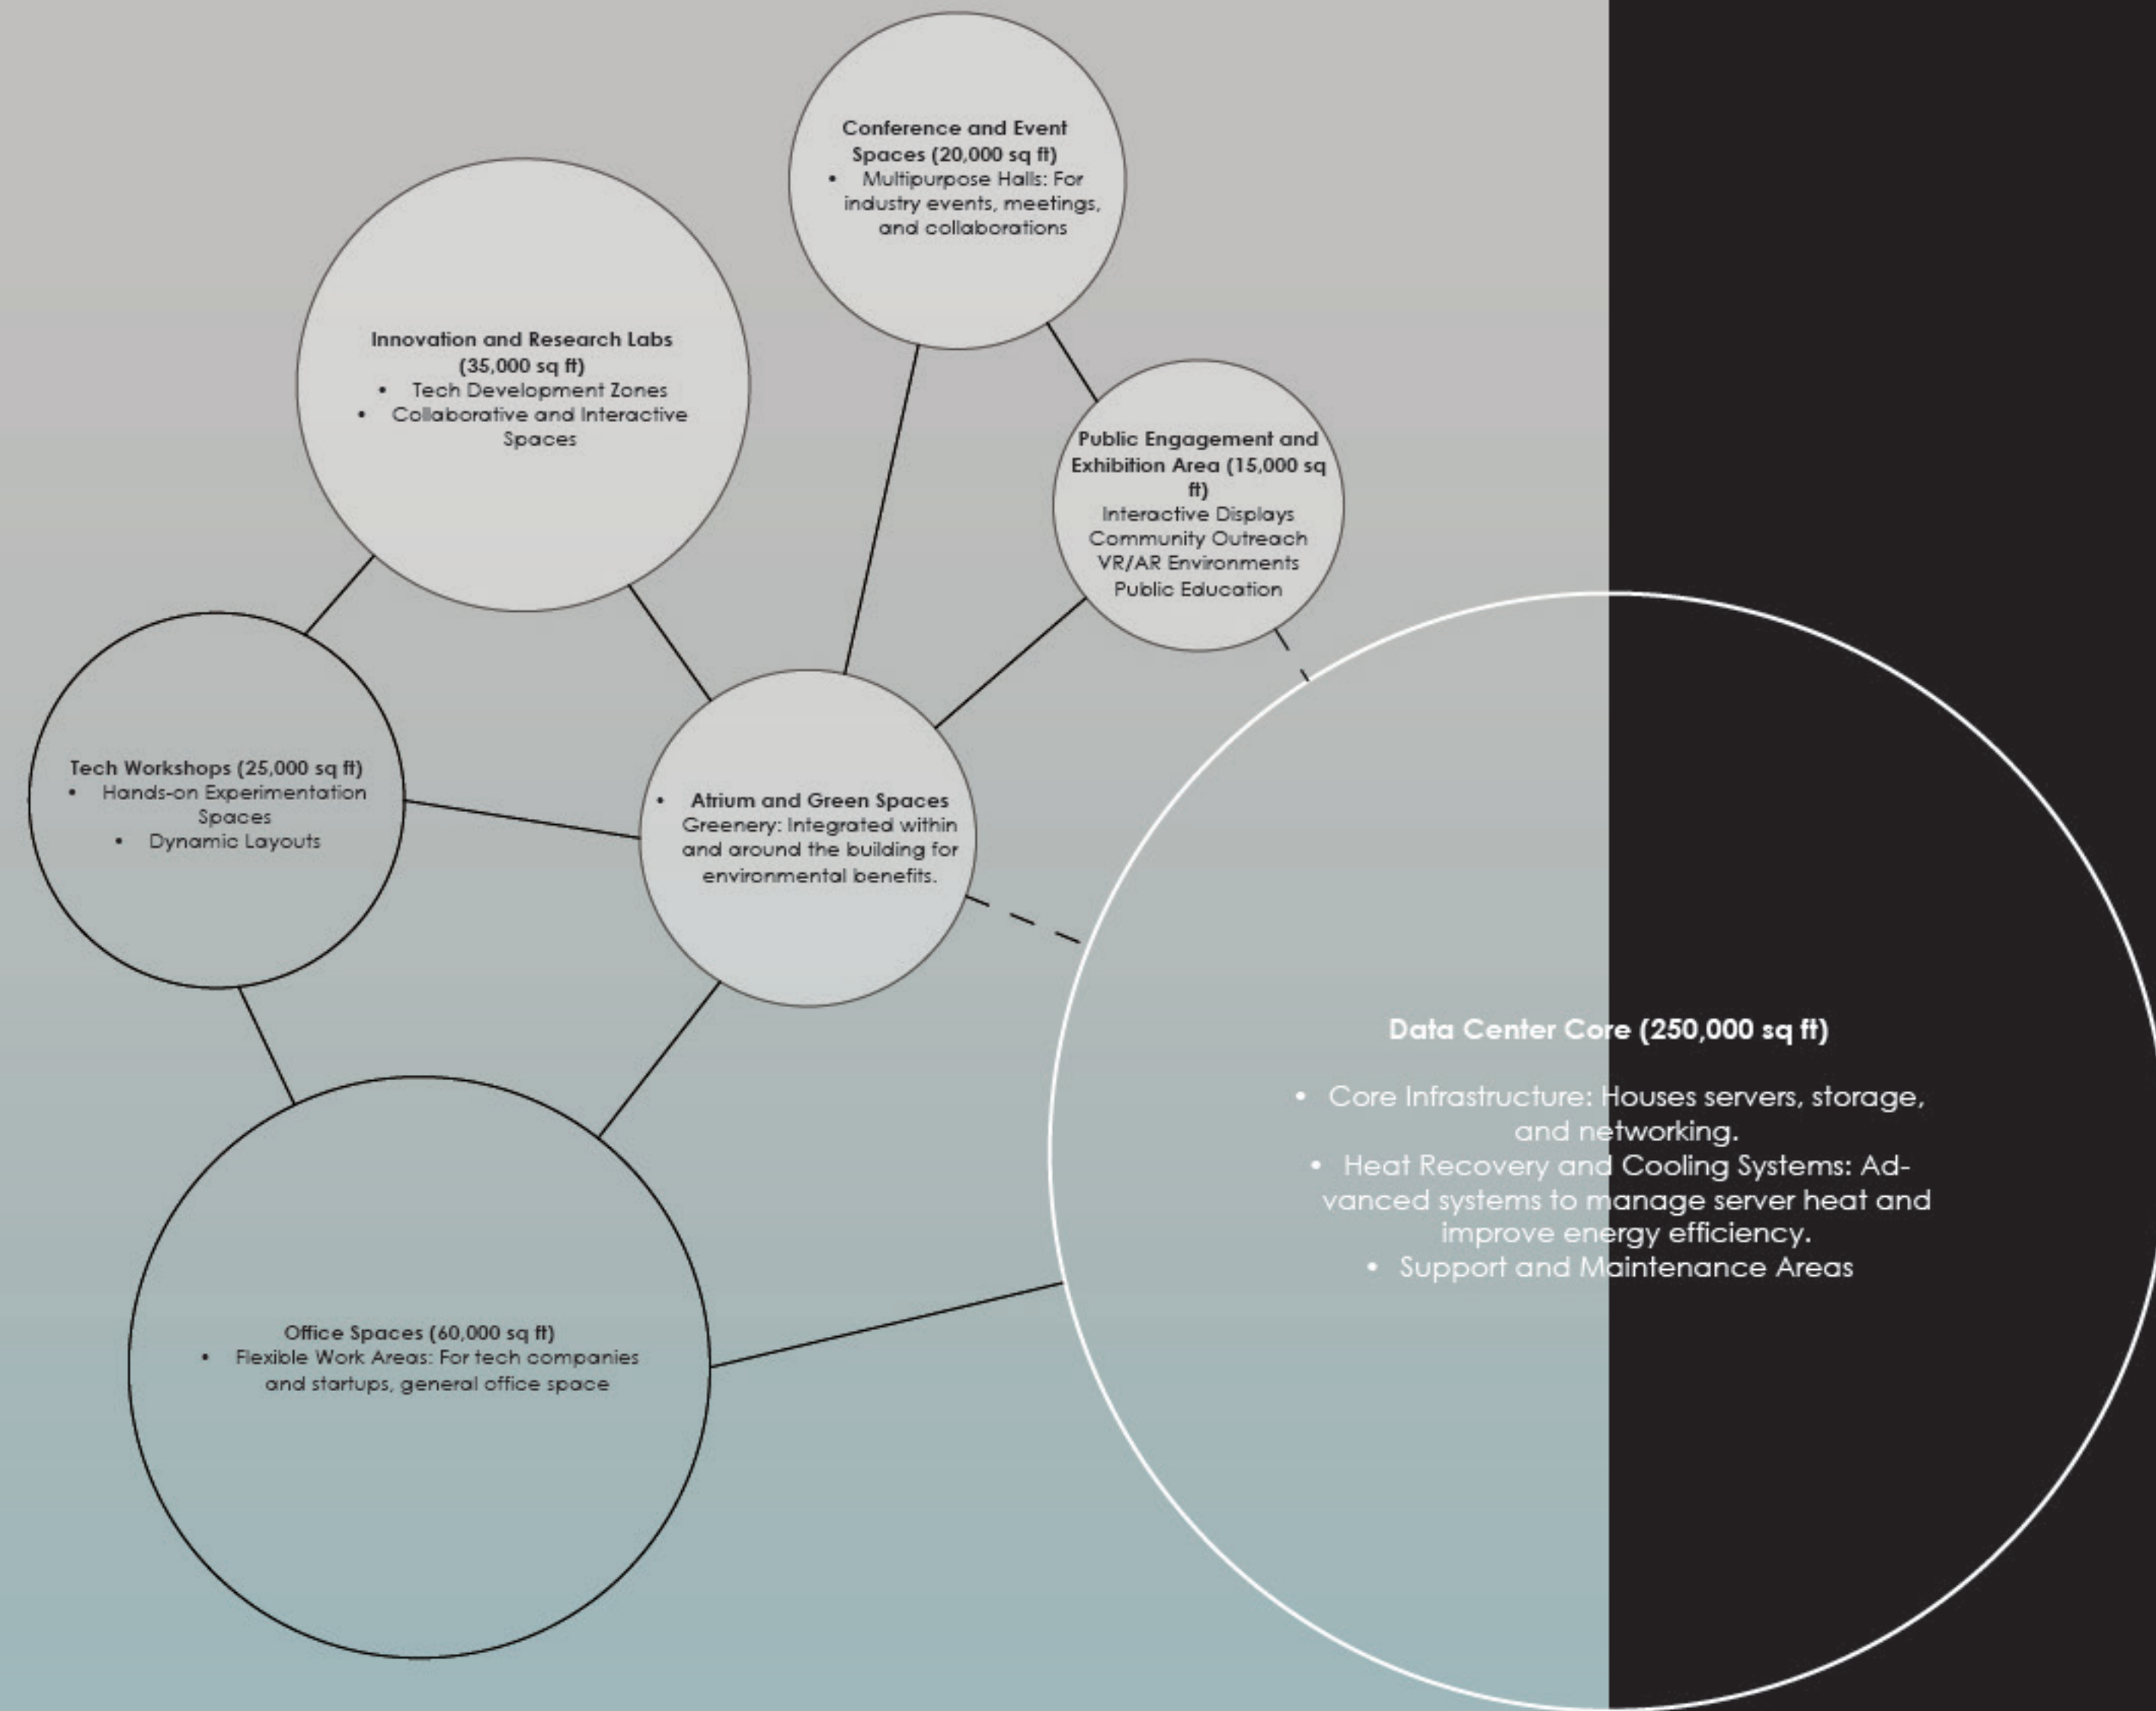 Conference and Event
Spaces (20,000 sq ft)
• Multipurpose Halls: For
industry events, meetings,
and collaborations
Innovation and Research Labs
(35,000 sq ft)
• Tech Development Zones
• Collaborative and Interactive
Spaces
Public Engagement and
Exhibition Area (15,000 sq
ft)
Interactive Displays
Community Outreach
VR/AR Environments
Public Education
Tech Workshops (25,000 sq ft)
• Hands-on Experimentation
Spaces
• Dynamic Layouts
• Atrium and Green Spaces
Greenery: Integrated within
and around the building for
environmental benefits.
Data Center Core (250,000 sq ft)
• Core Infrastructure: Houses servers, storage,
and networking.
• Heat Recovery and Cooling Systems: Ad-
vanced systems to manage server heat and
improve energy efficiency.
• Support and Maintenance Areas
Office Spaces (60,000 sq ft)
• Flexible Work Areas: For tech companies
and startups, general office space